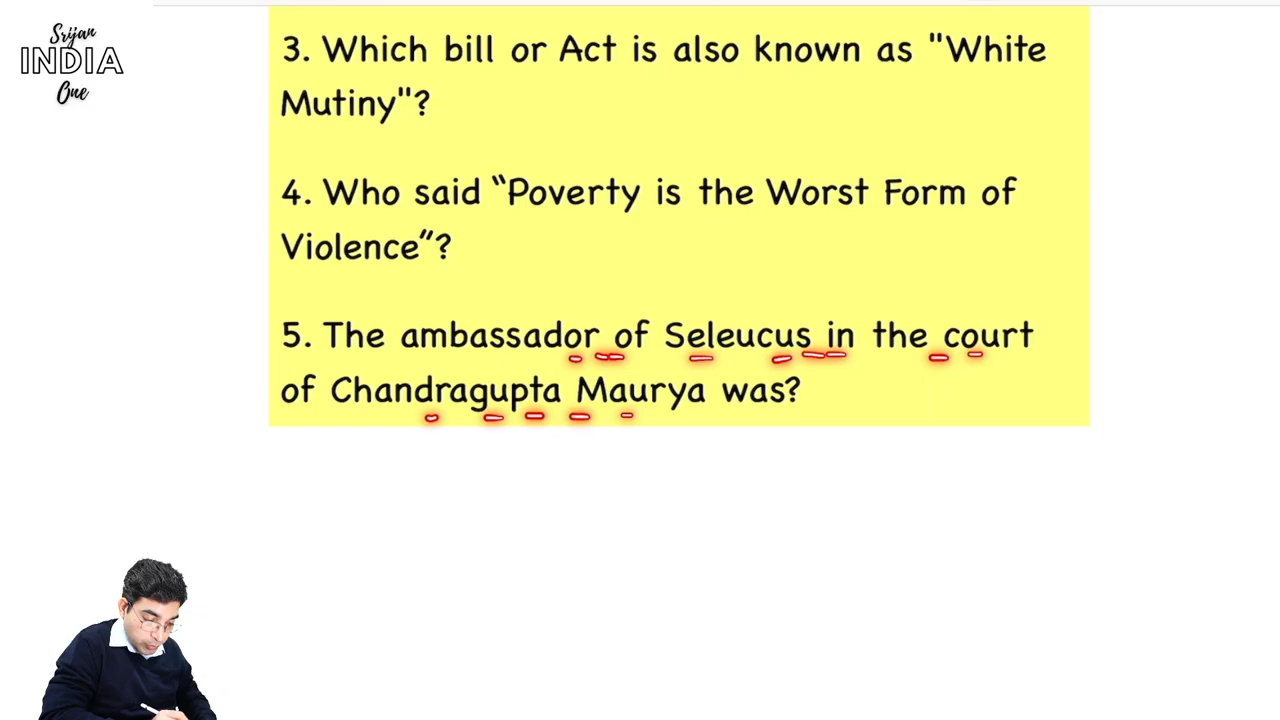 Srijan
INDIA
One
3. Which bill or Act is also known as "White
Mutiny"?
4. Who said “Poverty is the Worst Form of
Violence”?
5. The ambassador of Seleucus in the court
of Chandragupta Maurya was?